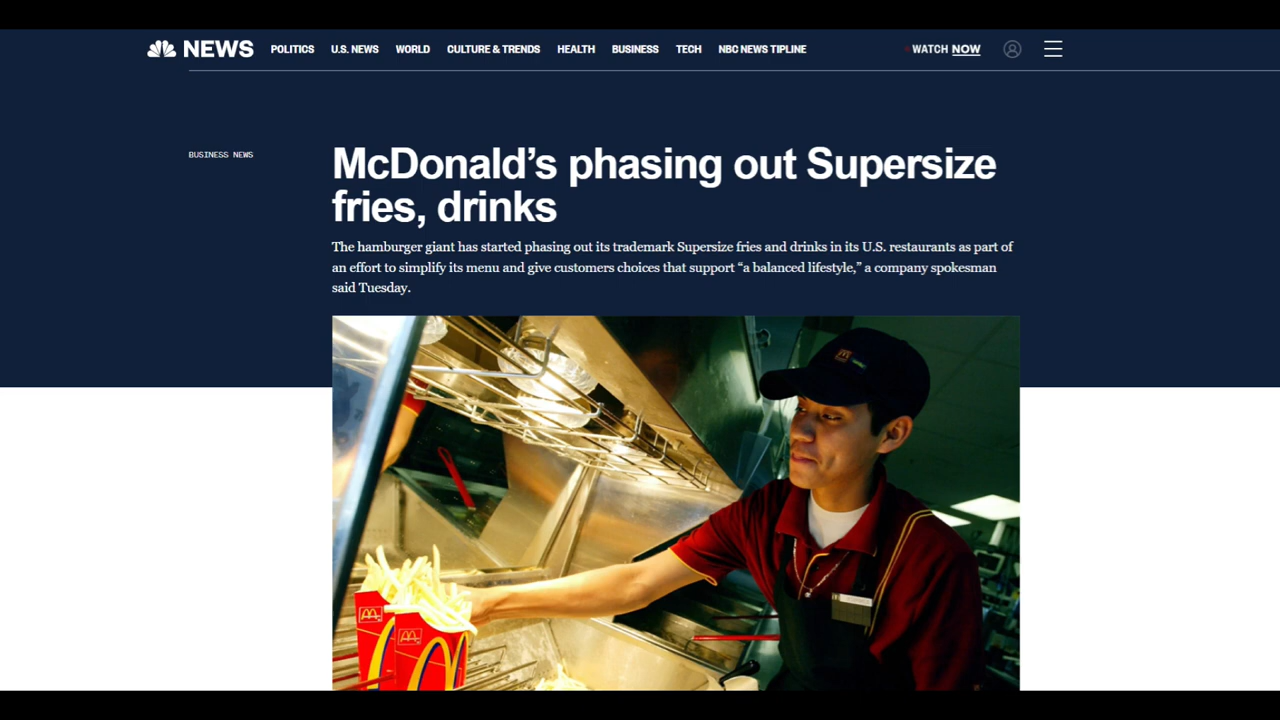 NEWS POLITICS U.S. NEWS WORLD CULTURE & TRENDS HEALTH BUSINESS TECH NBC NEWS TIPLINE WATCH NOW
BUSINESS NEWS
McDonald’s phasing out Supersize
fries, drinks
The hamburger giant has started phasing out its trademark Supersize fries and drinks in its U.S. restaurants as part of
an effort to simplify its menu and give customers choices that support “a balanced lifestyle,” a company spokesman
said Tuesday.